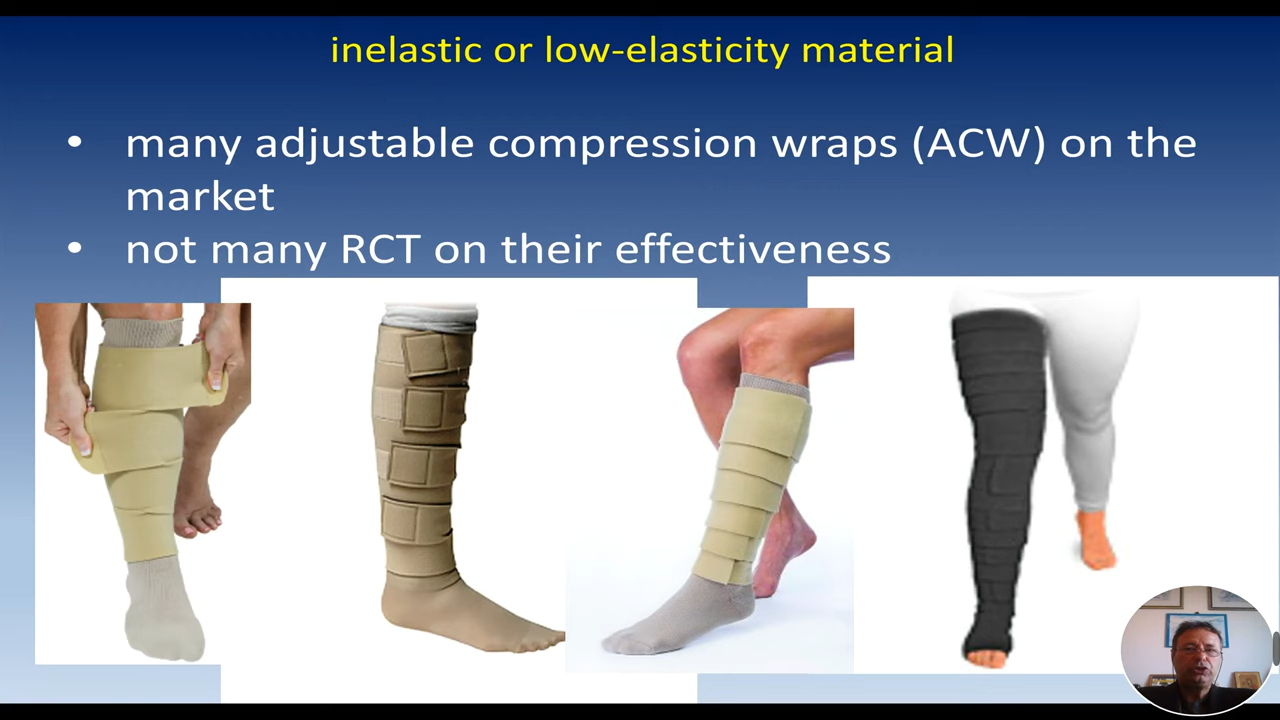 inelastic or low-elasticity material
• many adjustable compression wraps (ACW) on the
market
• not many RCT on their effectiveness